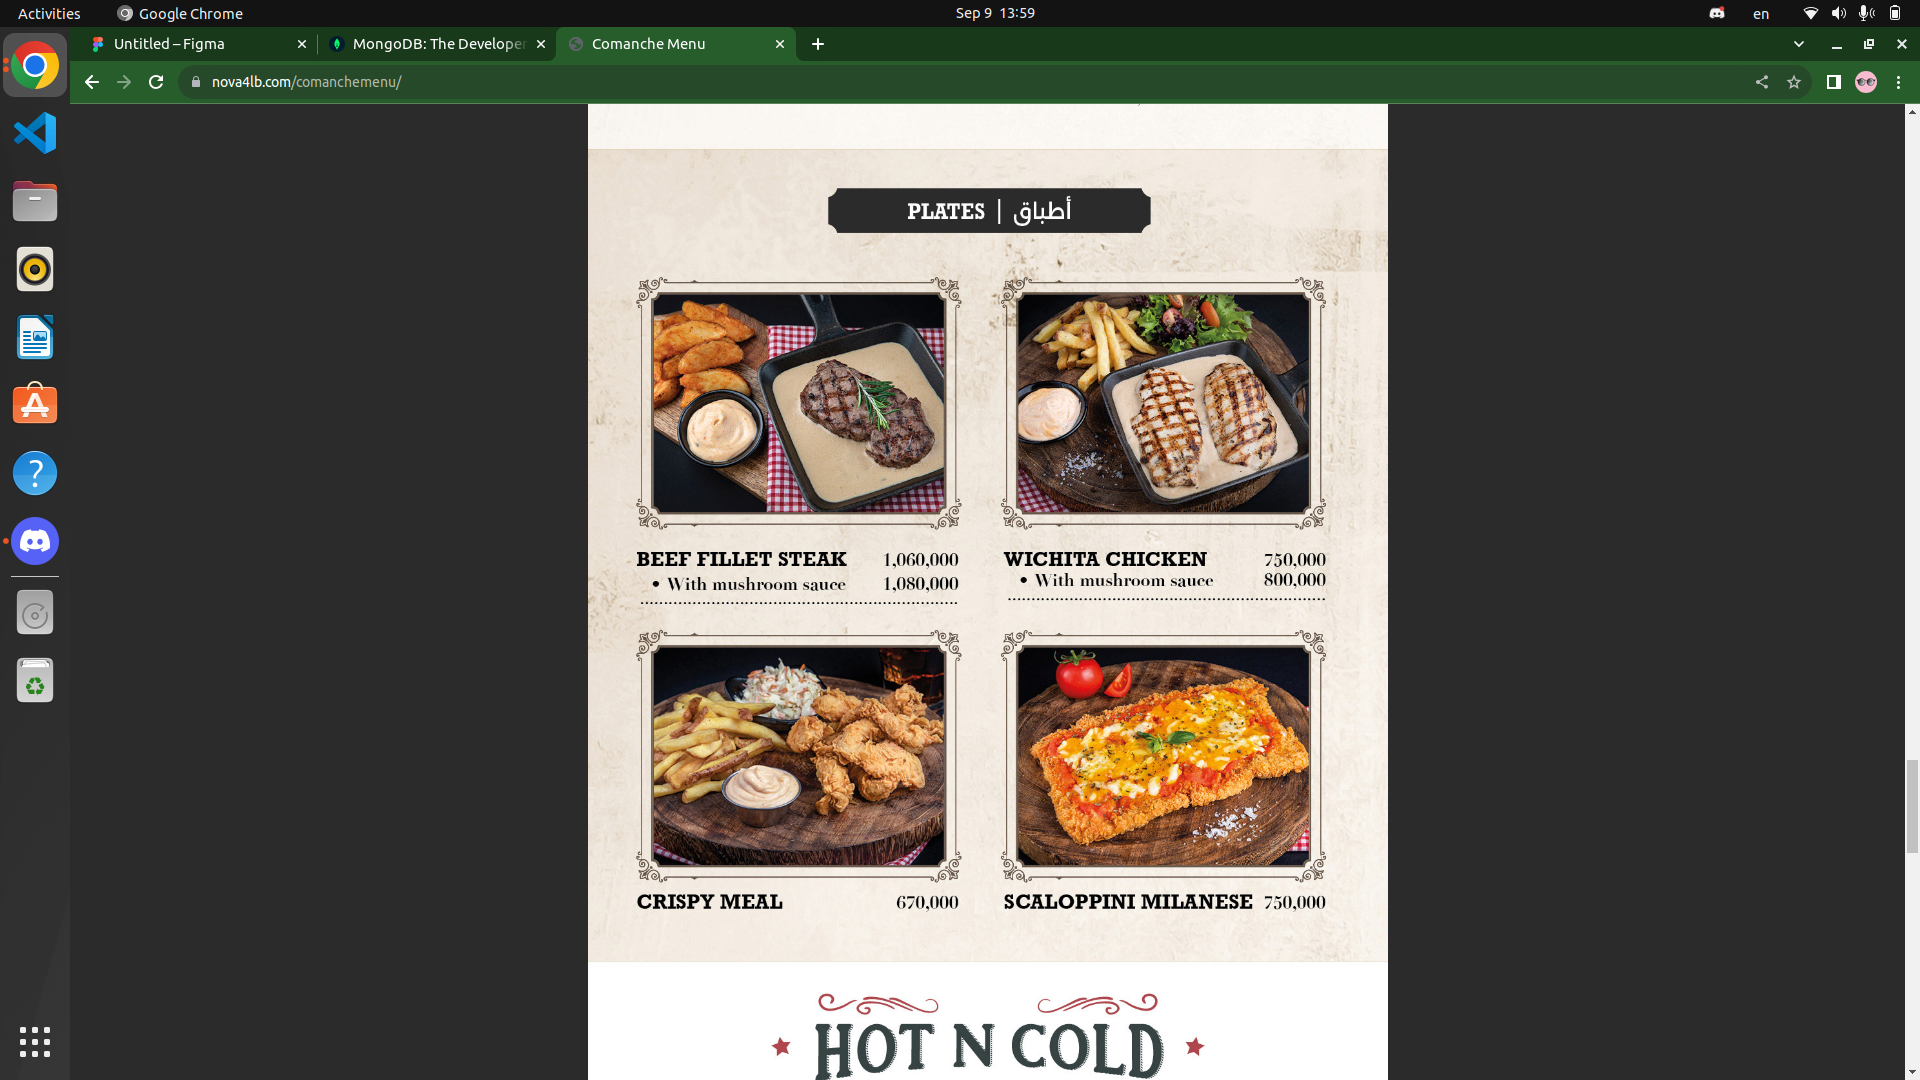 Activities
Google Chrome
Sep 9 13:59
en
Untitled – Figma
MongoDB: The Developer
Comanche Menu
nova4lb.com/comanchemenu/
PLATES | أطباق
BEEF FILLET STEAK 1,060,000
• With mushroom sauce 1,080,000
WICHITA CHICKEN 750,000
• With mushroom sauce 800,000
CRISPY MEAL 670,000
SCALOPPINI MILANESE 750,000
HOT N COLD